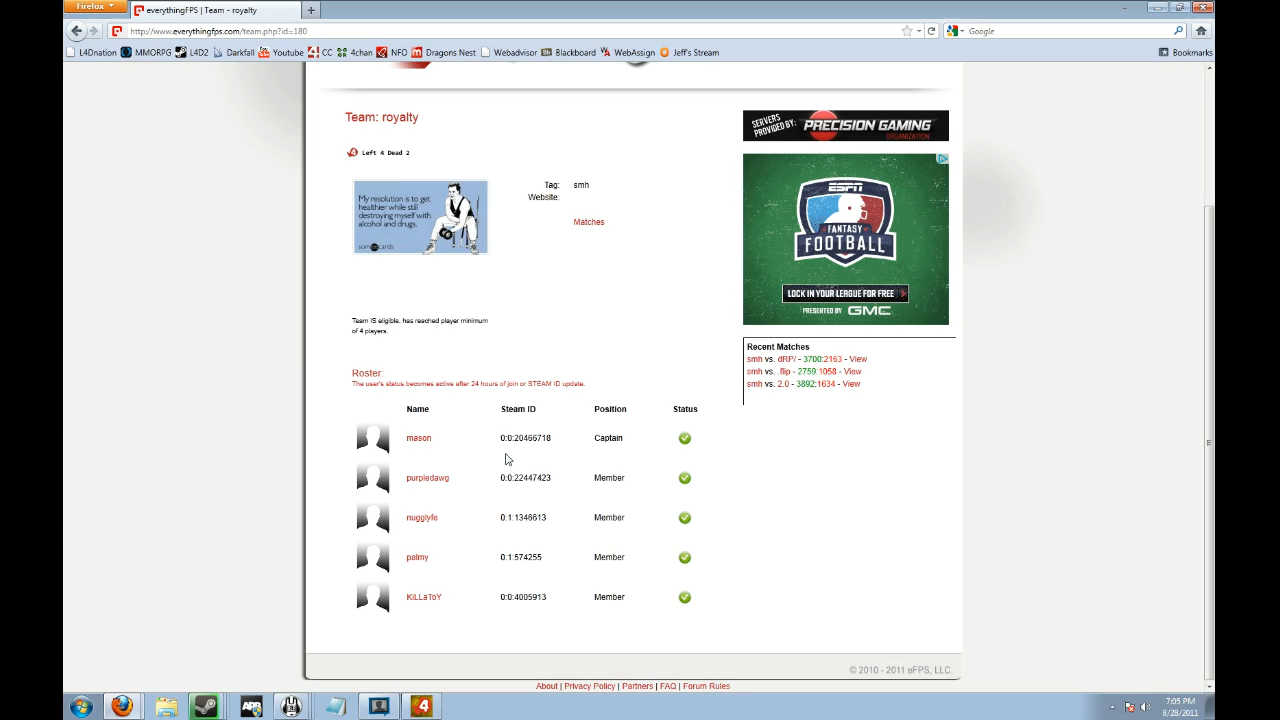 Firefox
everythingFPS | Team - royalty
http://www.everythingfps.com/team.php?id=180
Google
L4Dnation MMORPG L4D2 Darkfall Youtube CC 4chan NFO Dragons Nest Webadvisor Blackboard WebAssign Jeff's Stream Bookmarks
Team: royalty
Left 4 Dead 2
My resolution is to get
healthier while still
destroying myself with
alcohol and drugs.
someecards
Tag: smh
Website:
Matches
Team IS eligible, has reached player minimum
of 4 players.
Roster:
The user's status becomes active after 24 hours of join or STEAM ID update.
Name Steam ID Position Status
mason 0:0:20466718 Captain
purpledawg 0:0:22447423 Member
nugglyfe 0:1:1346613 Member
palmy 0:1:574255 Member
KiLLaToY 0:0:4005913 Member
SERVERS
PROVIDED BY:
PRECISION GAMING
ORGANIZATION
ESPN
FANTASY
FOOTBALL
LOCK IN YOUR LEAGUE FOR FREE
PRESENTED BY GMC
Recent Matches
smh vs. dRP/ - 3700:2163 - View
smh vs. .flip - 2759:1058 - View
smh vs. 2.0 - 3892:1634 - View
© 2010 - 2011 eFPS, LLC.
About | Privacy Policy | Partners | FAQ | Forum Rules
APB
4
7:05 PM
8/28/2011